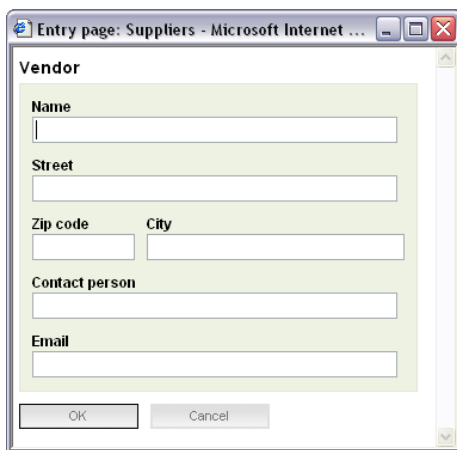 Entry page: Suppliers - Microsoft Internet ...
Vendor
Name
Street
Zip code City
Contact person
Email
OK Cancel